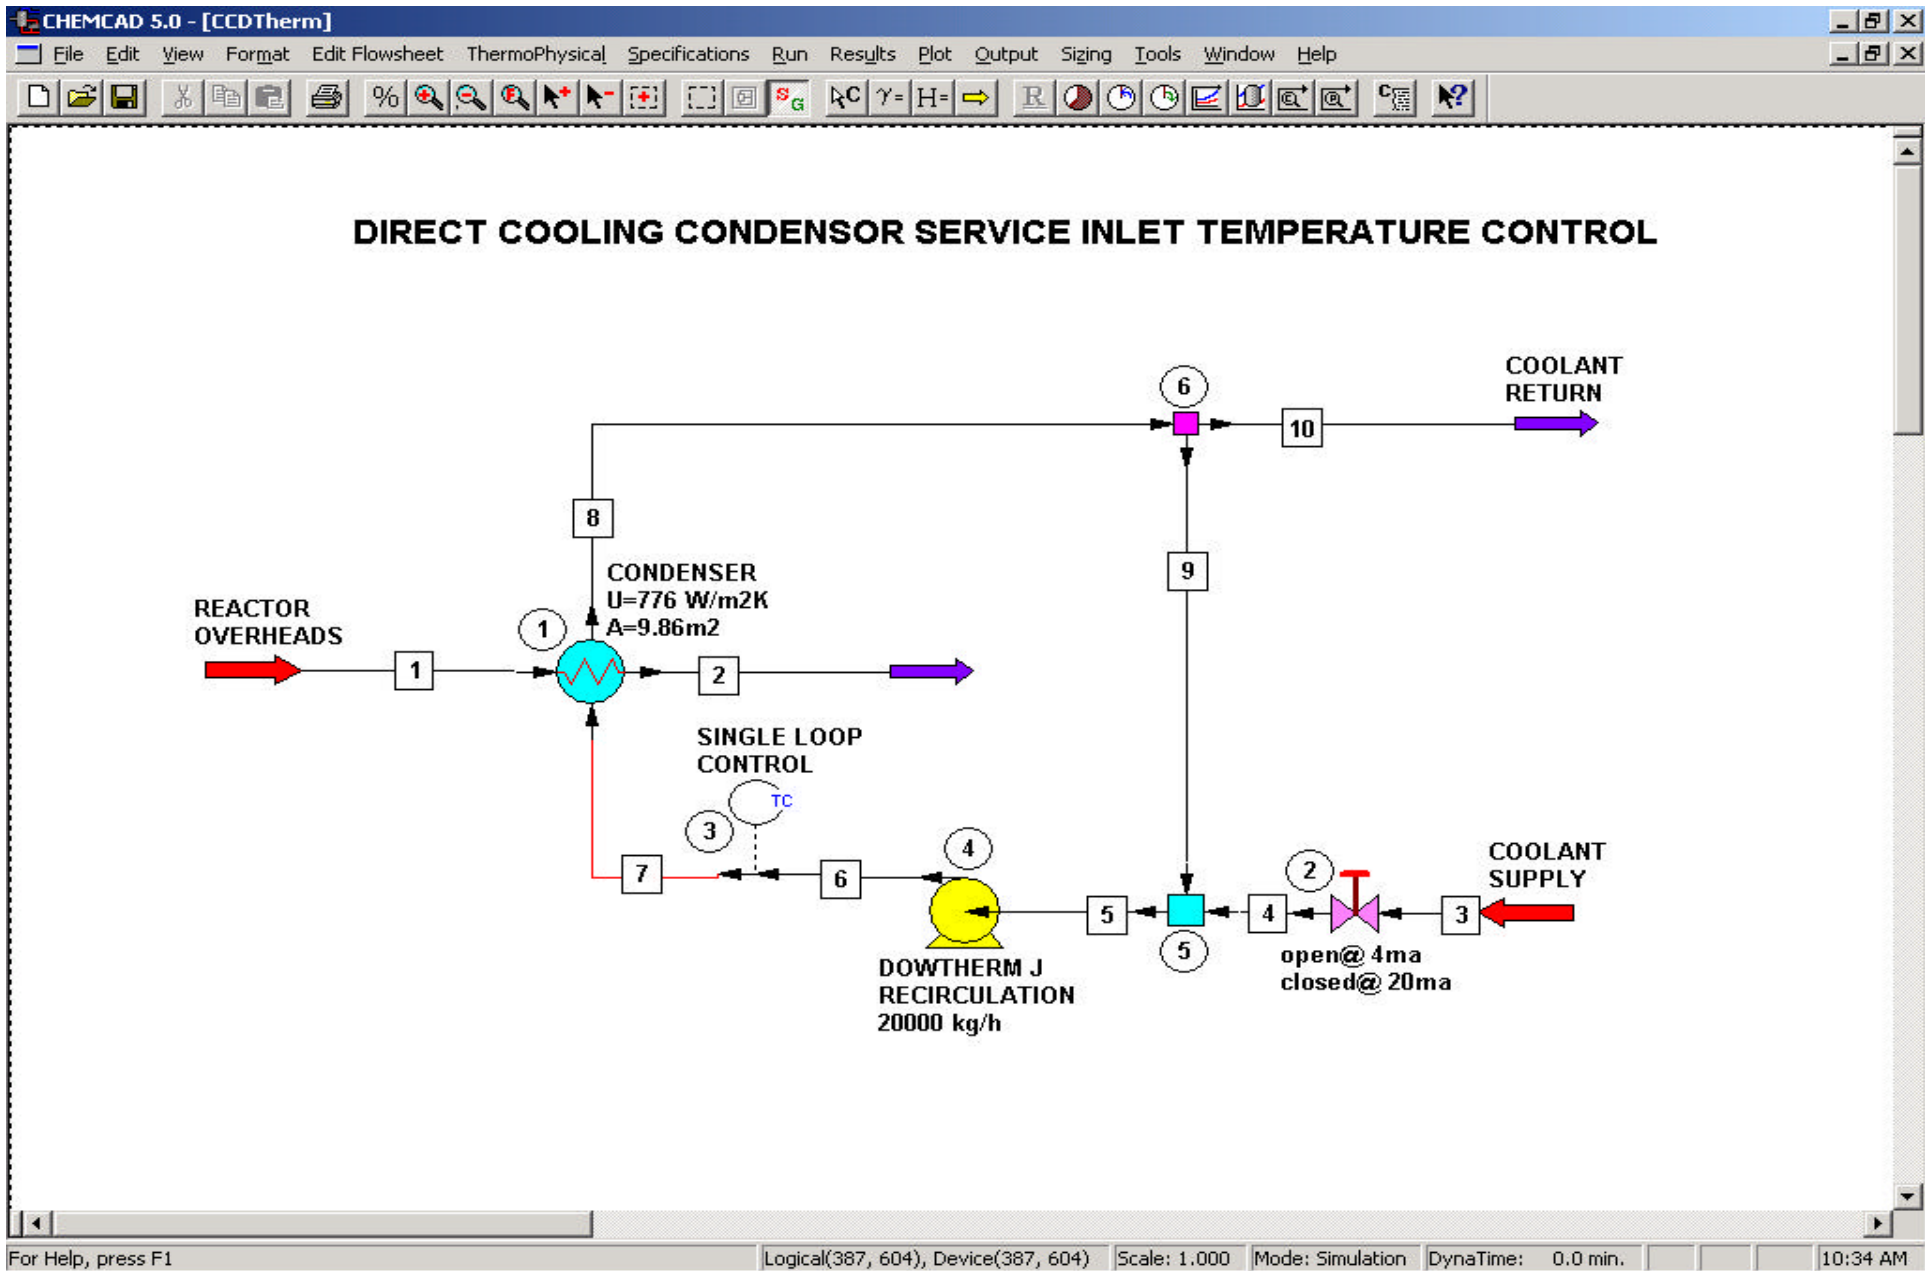 CHEMCAD 5.0 - [CCDTherm]
File Edit View Format Edit Flowsheet ThermoPhysical Specifications Run Results Plot Output Sizing Tools Window Help
% S G C γ= H= R C ?
DIRECT COOLING CONDENSOR SERVICE INLET TEMPERATURE CONTROL
6
COOLANT
RETURN
10
8
9
CONDENSER
U=776 W/m2K
A=9.86m2
REACTOR
OVERHEADS
1
1
2
SINGLE LOOP
CONTROL
TC
3
7
6
4
5
5
4
2
3
COOLANT
SUPPLY
open@ 4ma
closed@ 20ma
DOWTHERM J
RECIRCULATION
20000 kg/h
For Help, press F1 Logical(387, 604), Device(387, 604) Scale: 1.000 Mode: Simulation DynaTime: 0.0 min. 10:34 AM